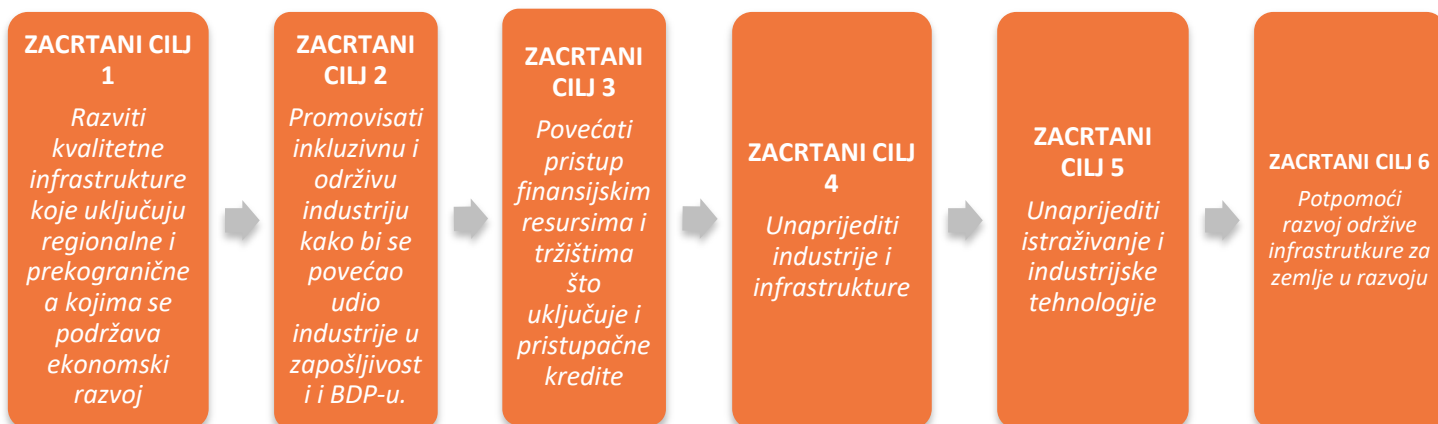 ZACRTANI CILJ
1
Razviti
kvalitetne
infrastrukture
koje uključuju
regionalne i
prekogranične
a kojima se
podržava
ekonomski
razvoj
ZACRTANI
CILJ 2
Promovisati
inkluzivnu i
održivu
industriju
kako bi se
povećao
udio
industrije u
zapošljivost
i i BDP-u.
ZACRTANI
CILJ 3
Povećati
pristup
finansijskim
resursima i
tržištima
što
uključuje i
pristupačne
kredite
ZACRTANI CILJ
4
Unaprijediti
industrije i
infrastrukture
ZACRTANI
CILJ 5
Unaprijediti
istraživanje i
industrijske
tehnologije
ZACRTANI CILJ 6
Potpomoći
razvoj održive
infrastrutkure za
zemlje u razvoju